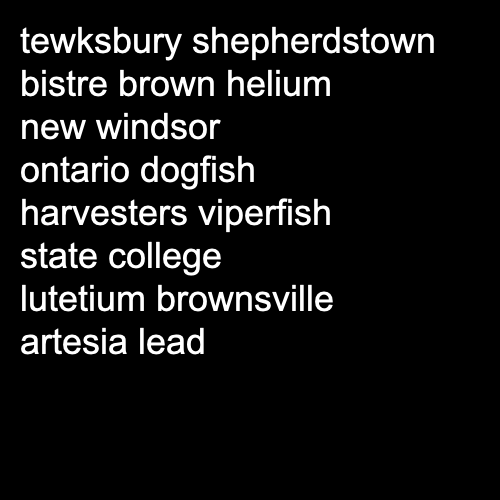 tewksbury shepherdstown
bistre brown helium
new windsor
ontario dogfish
harvesters viperfish
state college
lutetium brownsville
artesia lead